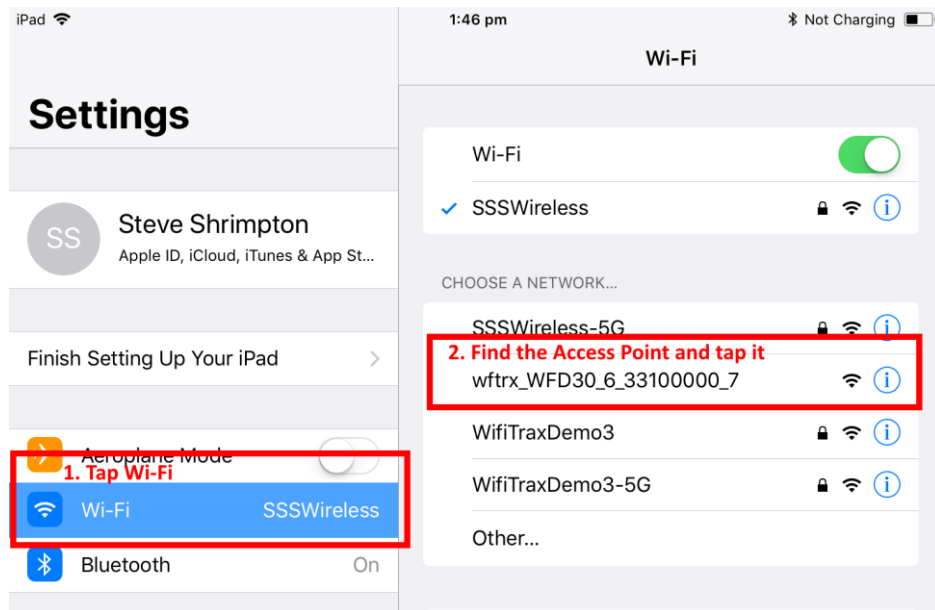 iPad
1:46 pm
Not Charging
Settings
Wi-Fi
SS
Steve Shrimpton
Apple ID, iCloud, iTunes & App St...
Finish Setting Up Your iPad
Aeroplane Mode
1. Tap Wi-Fi
Wi-Fi SSSWireless
Bluetooth On
Wi-Fi
SSSWireless
CHOOSE A NETWORK...
SSSWireless-5G
2. Find the Access Point and tap it
wftrx_WFD30_6_33100000_7
WifiTraxDemo3
WifiTraxDemo3-5G
Other...